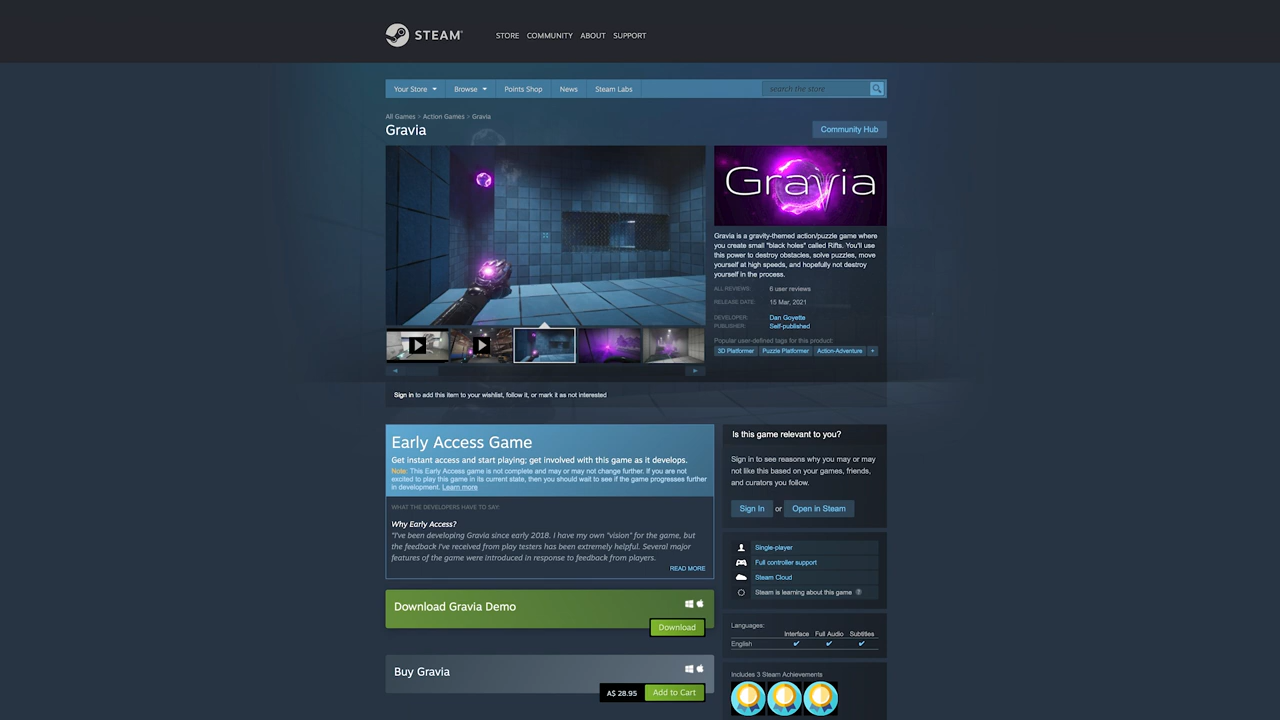 STEAM
STORE COMMUNITY ABOUT SUPPORT
Your Store Browse Points Shop News Steam Labs search the store
All Games > Action Games > Gravia
Gravia
Community Hub
Gravia
Gravia is a gravity-themed action/puzzle game where
you create small "black holes" called Rifts. You'll use
this power to destroy obstacles, solve puzzles, move
yourself at high speeds, and hopefully not destroy
yourself in the process.
ALL REVIEWS: 6 user reviews
RELEASE DATE: 15 Mar, 2021
DEVELOPER: Dan Goyette
PUBLISHER: Self-published
Popular user-defined tags for this product:
3D Platformer Puzzle Platformer Action-Adventure +
Sign in to add this item to your wishlist, follow it, or mark it as not interested
Early Access Game
Get instant access and start playing; get involved with this game as it develops.
Note: This Early Access game is not complete and may or may not change further. If you are not
excited to play this game in its current state, then you should wait to see if the game progresses further
in development. Learn more
WHAT THE DEVELOPERS HAVE TO SAY:
Why Early Access?
"I've been developing Gravia since early 2018. I have my own "vision" for the game, but
the feedback I've received from play testers has been extremely helpful. Several major
features of the game were introduced in response to feedback from players.
READ MORE
Download Gravia Demo
Download
Buy Gravia
A$ 28.95 Add to Cart
Is this game relevant to you?
Sign in to see reasons why you may or may
not like this based on your games, friends,
and curators you follow.
Sign In or Open in Steam
Single-player
Full controller support
Steam Cloud
Steam is learning about this game ?
Languages:
Interface Full Audio Subtitles
English ✔ ✔ ✔
Includes 3 Steam Achievements